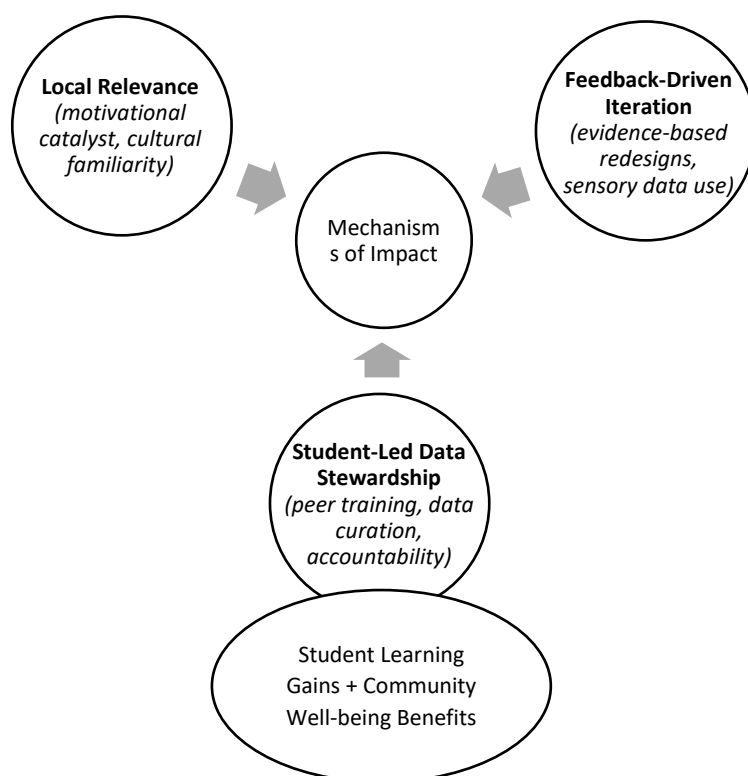 Local Relevance
(motivational
catalyst, cultural
familiarity)
Feedback-Driven
Iteration
(evidence-based
redesigns,
sensory data use)
Mechanism
s of Impact
Student-Led Data
Stewardship
(peer training, data
curation,
accountability)
Student Learning
Gains + Community
Well-being Benefits